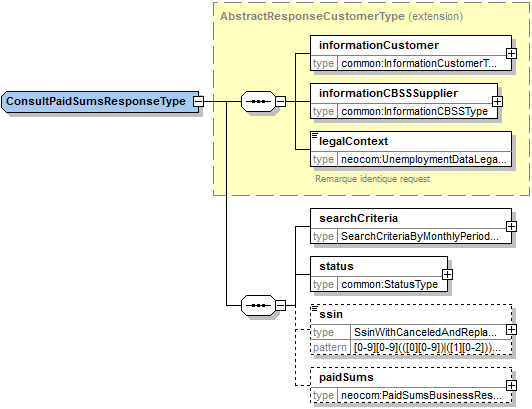 AbstractResponseCustomerType (extension)
informationCustomer
type common:InformationCustomerT...
ConsultPaidSumsResponseType
informationCBSSSupplier
type common:InformationCBSSType
legalContext
type neocom:UnemploymentDataLega...
Remarque identique request
searchCriteria
type SearchCriteriaByMonthlyPeriod...
status
type common:StatusType
ssin
type SsinWithCanceledAndRepla...
pattern [0-9][0-9](([0][0-9])|([1][0-2]))...
paidSums
type neocom:PaidSumsBusinessRes...